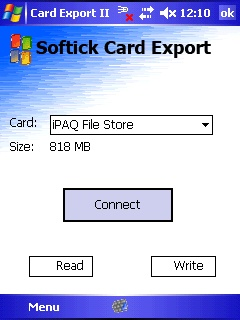 Card Export II 12:10 ok
Softick Card Export
Card: iPAQ File Store
Size: 818 MB
Connect
Read Write
Menu